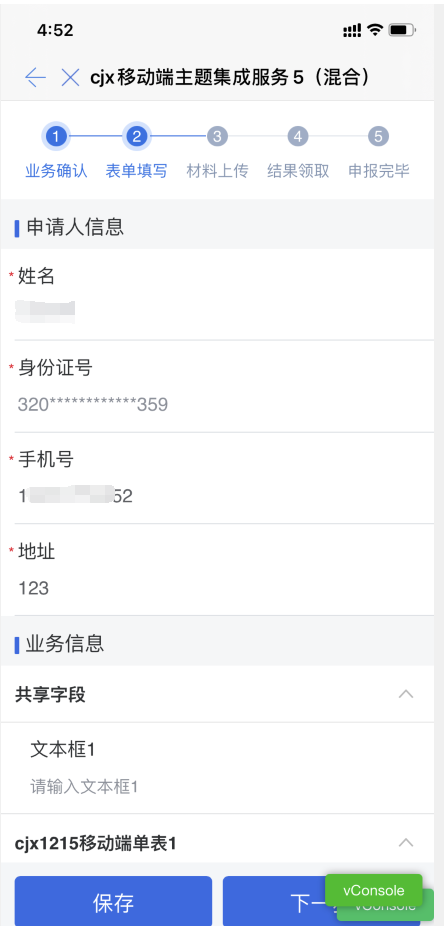 4:52
cjx移动端主题集成服务5（混合）
1 2 3 4 5
业务确认 表单填写 材料上传 结果领取 申报完毕
申请人信息
*姓名
*身份证号
320************359
*手机号
1 52
*地址
123
业务信息
共享字段
文本框1
请输入文本框1
cjx1215移动端单表1
保存
下一
vConsole
vConsole